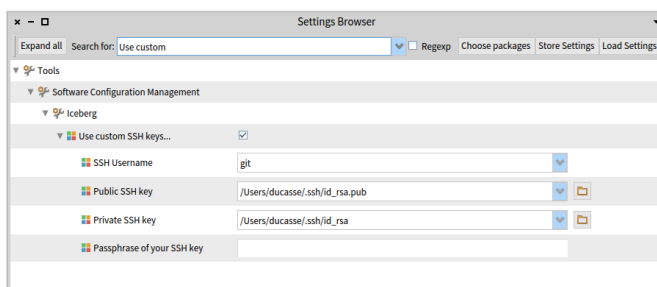 Settings Browser
Expand all Search for: Use custom Regexp Choose packages Store Settings Load Settings
Tools
Software Configuration Management
Iceberg
Use custom SSH keys...
SSH Username git
Public SSH key /Users/ducasse/.ssh/id_rsa.pub
Private SSH key /Users/ducasse/.ssh/id_rsa
Passphrase of your SSH key